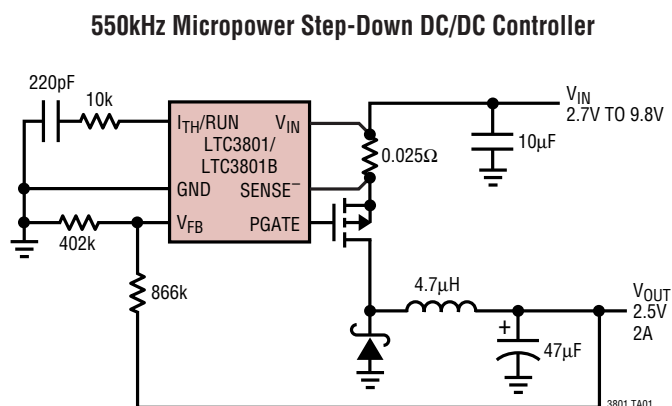 550kHz Micropower Step-Down DC/DC Controller
220pF
10k
ITH/RUN
VIN
LTC3801/
LTC3801B
GND
SENSE–
VFB
PGATE
402k
866k
0.025Ω
10µF
VIN
2.7V TO 9.8V
4.7µH
+
47µF
VOUT
2.5V
2A
3801 TA01